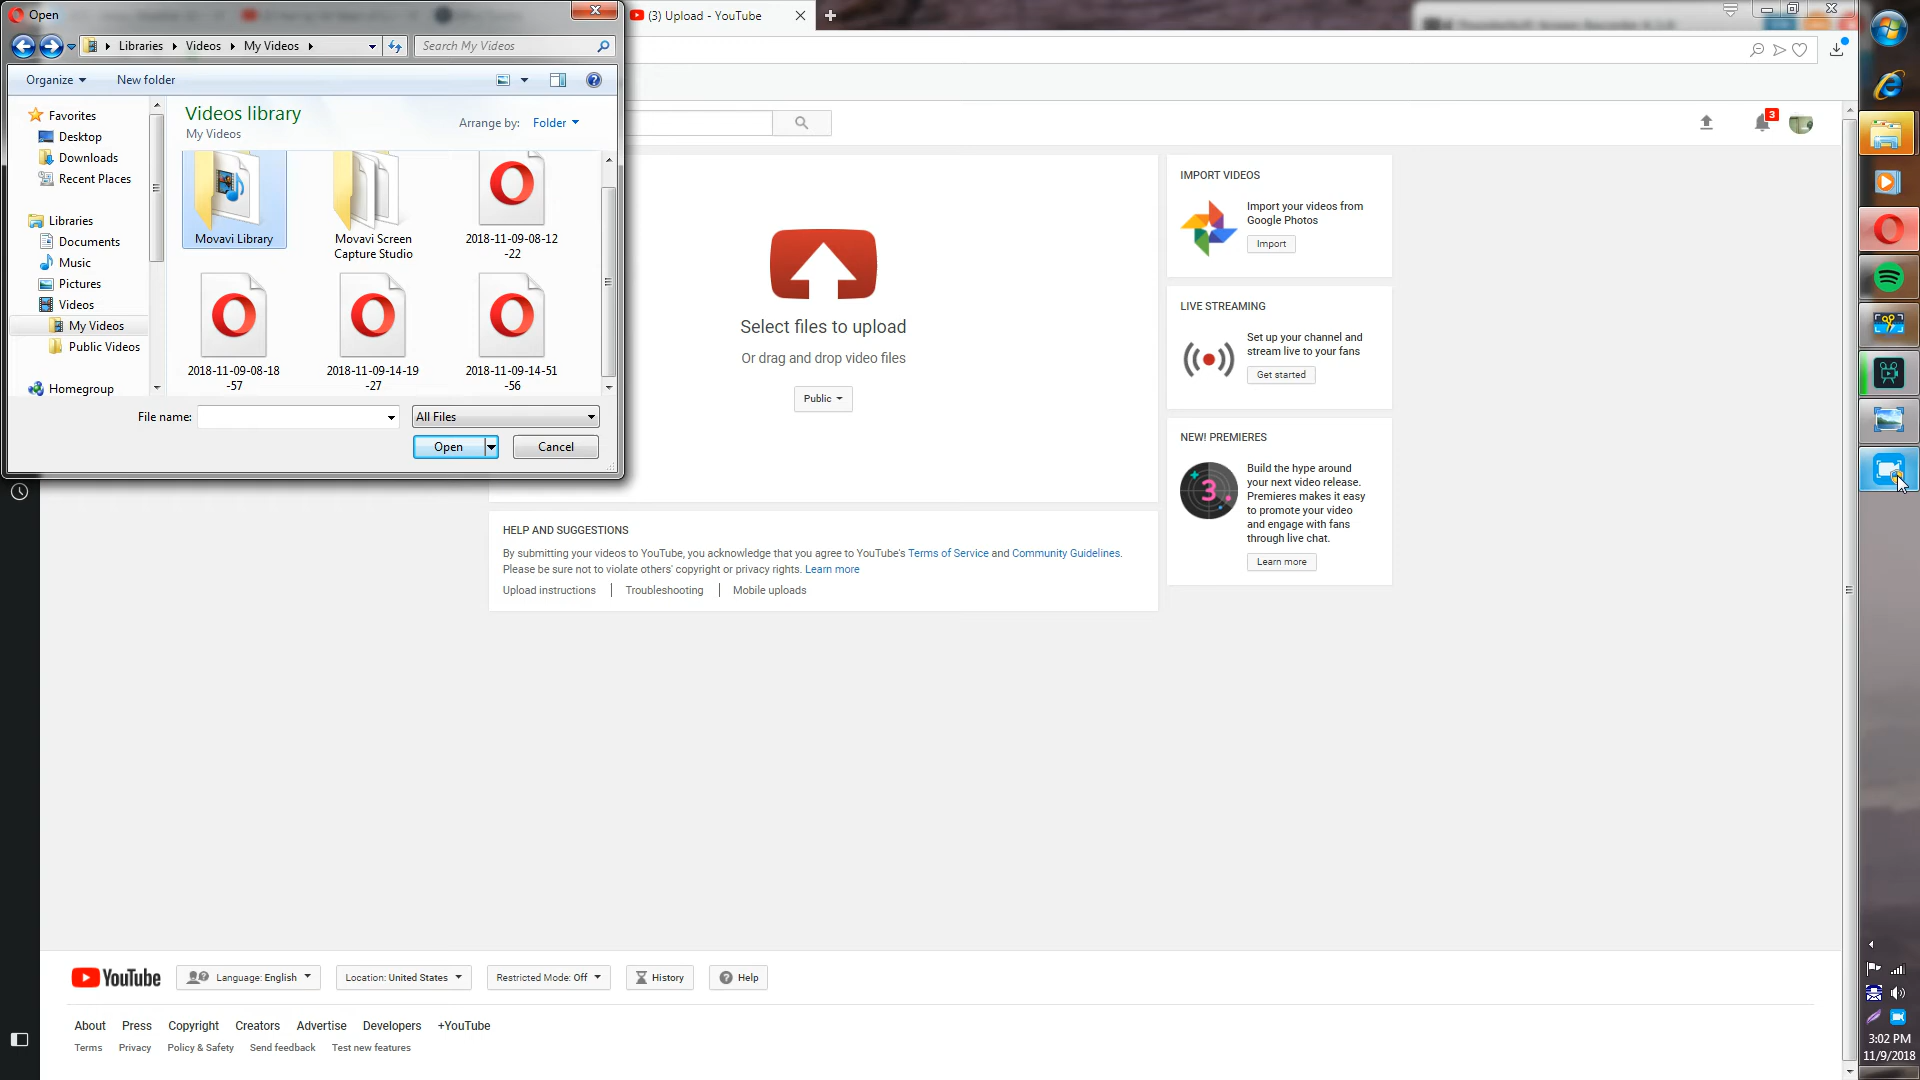 Open
(3) Upload - YouTube
Libraries
Videos
My Videos
Search My Videos
Organize
New folder
Favorites
Desktop
Downloads
Recent Places
Libraries
Documents
Music
Pictures
Videos
My Videos
Public Videos
Homegroup
Videos library
My Videos
Arrange by:
Folder
Movavi Library
Movavi Screen
Capture Studio
2018-11-09-08-12
-22
2018-11-09-08-18
-57
2018-11-09-14-19
-27
2018-11-09-14-51
-56
File name:
All Files
Open
Cancel
3
Select files to upload
Or drag and drop video files
Public
IMPORT VIDEOS
Import your videos from
Google Photos
Import
LIVE STREAMING
Set up your channel and
stream live to your fans
Get started
NEW! PREMIERES
3
Build the hype around
your next video release.
Premieres makes it easy
to promote your video
and engage with fans
through live chat.
Learn more
HELP AND SUGGESTIONS
By submitting your videos to YouTube, you acknowledge that you agree to YouTube's Terms of Service and Community Guidelines.
Please be sure not to violate others' copyright or privacy rights. Learn more
Upload instructions
Troubleshooting
Mobile uploads
YouTube
Language: English
Location: United States
Restricted Mode: Off
History
Help
About
Press
Copyright
Creators
Advertise
Developers
+YouTube
Terms
Privacy
Policy & Safety
Send feedback
Test new features
3:02 PM
11/9/2018